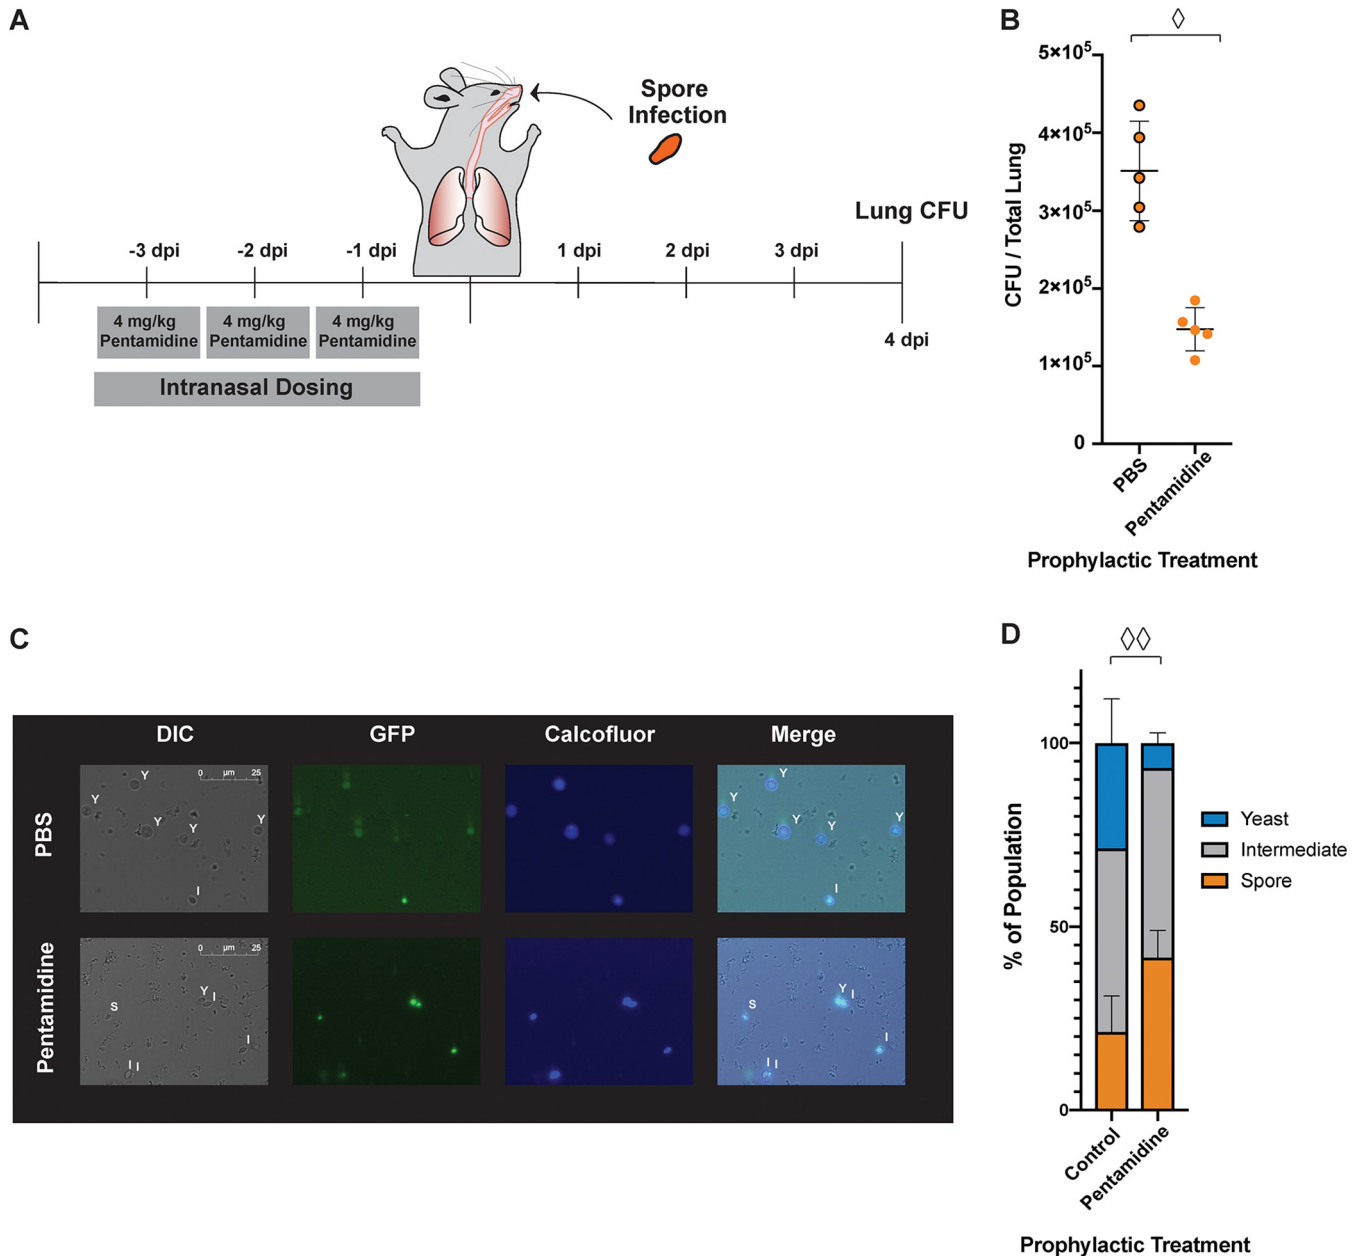 A
Spore
Infection
Lung CFU
-3 dpi -2 dpi -1 dpi 1 dpi 2 dpi 3 dpi
4 mg/kg 4 mg/kg 4 mg/kg
Pentamidine Pentamidine Pentamidine
4 dpi
Intranasal Dosing
B
◊
CFU / Total Lung
5×10⁵
4×10⁵
3×10⁵
2×10⁵
1×10⁵
0
PBS
Pentamidine
Prophylactic Treatment
C
DIC GFP Calcofluor Merge
PBS
0 µm 25
Y
Y
Y
Y
Y
I
Y
Y
Y
Y
Y
I
Pentamidine
0 µm 25
S
Y
I
I
I I
S
Y
I
I
I I
D
◊◊
% of Population
100
50
0
Control
Pentamidine
Yeast
Intermediate
Spore
Prophylactic Treatment